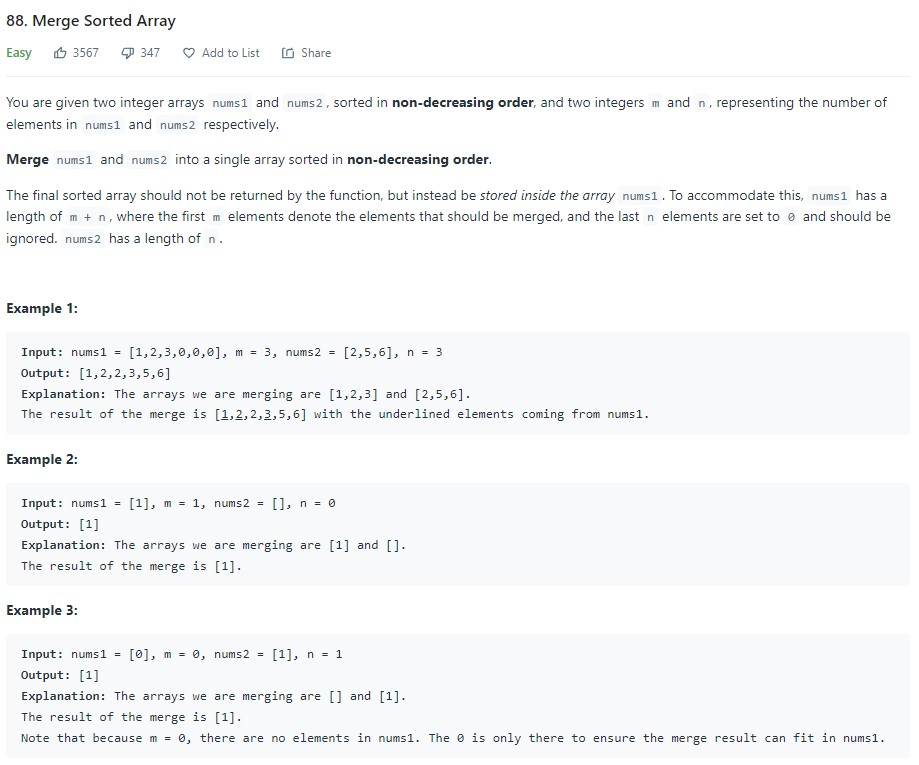 88. Merge Sorted Array
Easy 3567 347 Add to List Share
You are given two integer arrays nums1 and nums2, sorted in non-decreasing order, and two integers m and n, representing the number of
elements in nums1 and nums2 respectively.
Merge nums1 and nums2 into a single array sorted in non-decreasing order.
The final sorted array should not be returned by the function, but instead be stored inside the array nums1. To accommodate this, nums1 has a
length of m + n, where the first m elements denote the elements that should be merged, and the last n elements are set to 0 and should be
ignored. nums2 has a length of n.
Example 1:
Input: nums1 = [1,2,3,0,0,0], m = 3, nums2 = [2,5,6], n = 3
Output: [1,2,2,3,5,6]
Explanation: The arrays we are merging are [1,2,3] and [2,5,6].
The result of the merge is [1,2,2,3,5,6] with the underlined elements coming from nums1.
Example 2:
Input: nums1 = [1], m = 1, nums2 = [], n = 0
Output: [1]
Explanation: The arrays we are merging are [1] and [].
The result of the merge is [1].
Example 3:
Input: nums1 = [0], m = 0, nums2 = [1], n = 1
Output: [1]
Explanation: The arrays we are merging are [] and [1].
The result of the merge is [1].
Note that because m = 0, there are no elements in nums1. The 0 is only there to ensure the merge result can fit in nums1.